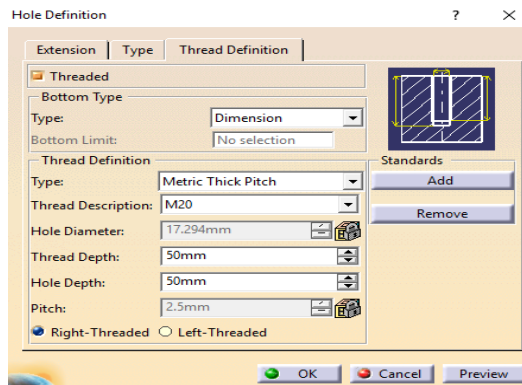 Hole Definition ? ×
Extension Type Thread Definition
Threaded
Bottom Type
Type: Dimension
Bottom Limit: No selection
Thread Definition
Type: Metric Thick Pitch
Thread Description: M20
Hole Diameter: 17.294mm
Thread Depth: 50mm
Hole Depth: 50mm
Pitch: 2.5mm
Right-Threaded Left-Threaded
Standards
Add
Remove
OK Cancel Preview